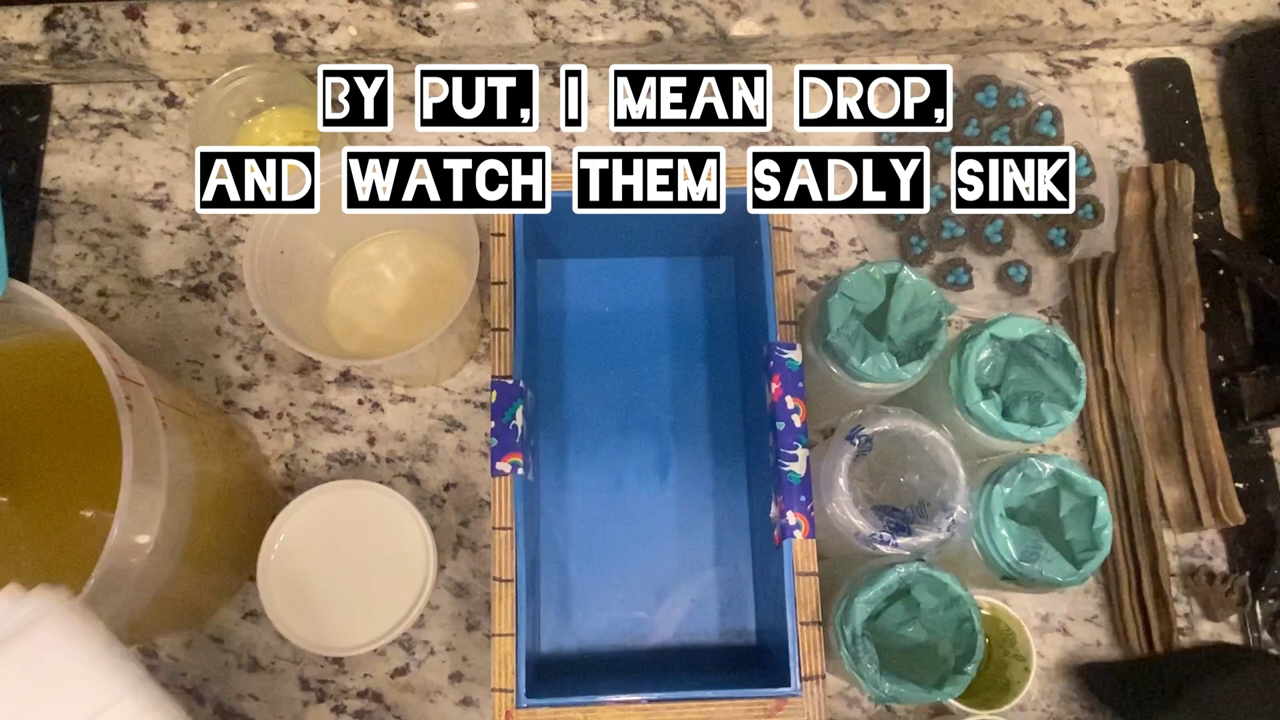 BY PUT, I MEAN DROP,
AND WATCH THEM SADLY SINK